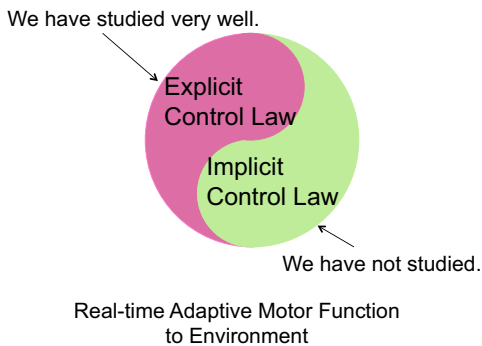 We have studied very well.
Explicit
Control Law
Implicit
Control Law
We have not studied.
Real-time Adaptive Motor Function
to Environment